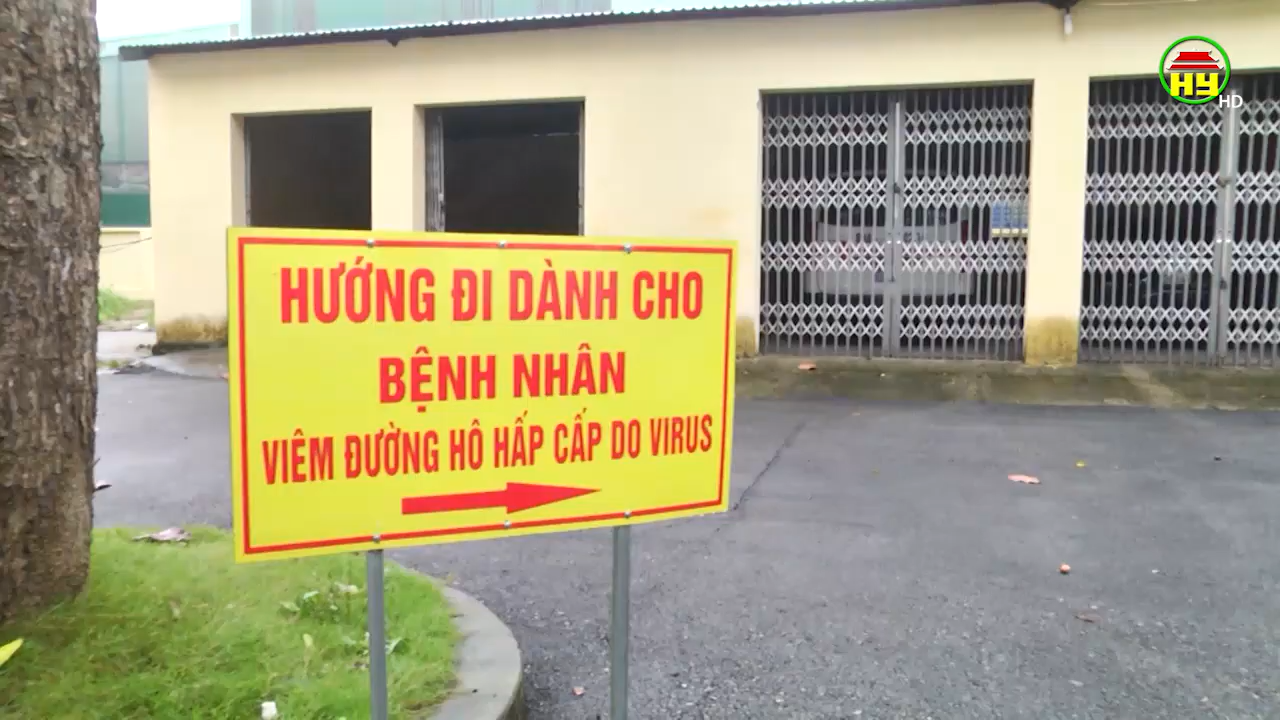 HY
HD
HƯỚNG ĐI DÀNH CHO
BỆNH NHÂN
VIÊM ĐƯỜNG HÔ HẤP CẤP DO VIRUS